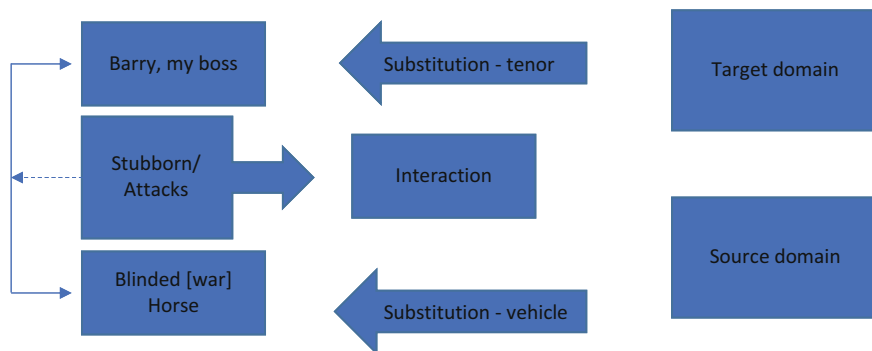 Barry, my boss
Substitution - tenor
Target domain
Stubborn/
Attacks
Interaction
Blinded [war]
Horse
Substitution - vehicle
Source domain